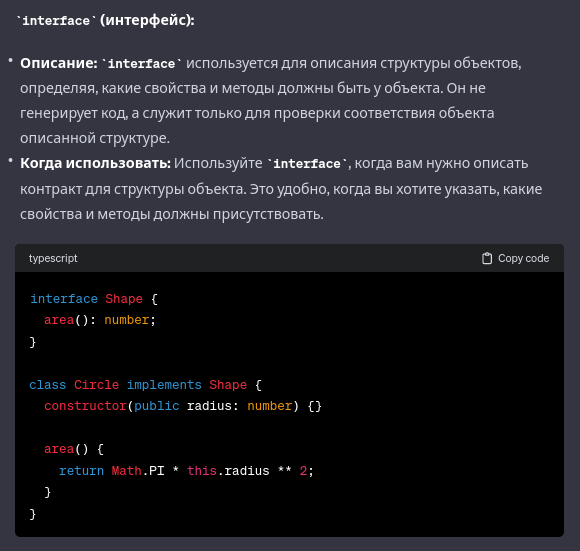 `interface` (интерфейс):
• Описание: `interface` используется для описания структуры объектов,
определяя, какие свойства и методы должны быть у объекта. Он не
генерирует код, а служит только для проверки соответствия объекта
описанной структуре.
• Когда использовать: Используйте `interface`, когда вам нужно описать
контракт для структуры объекта. Это удобно, когда вы хотите указать, какие
свойства и методы должны присутствовать.
typescript Copy code
interface Shape {
  area(): number;
}
class Circle implements Shape {
  constructor(public radius: number) {}
  area() {
    return Math.PI * this.radius ** 2;
  }
}